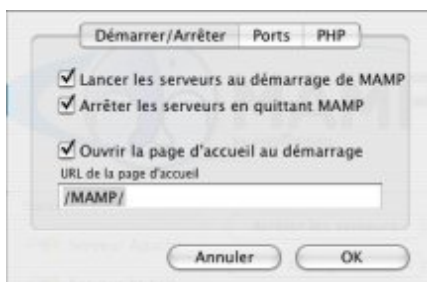 Démarrer/Arrêter Ports PHP
Lancer les serveurs au démarrage de MAMP
Arrêter les serveurs en quittant MAMP
Ouvrir la page d'accueil au démarrage
URL de la page d'accueil
/MAMP/
Annuler OK